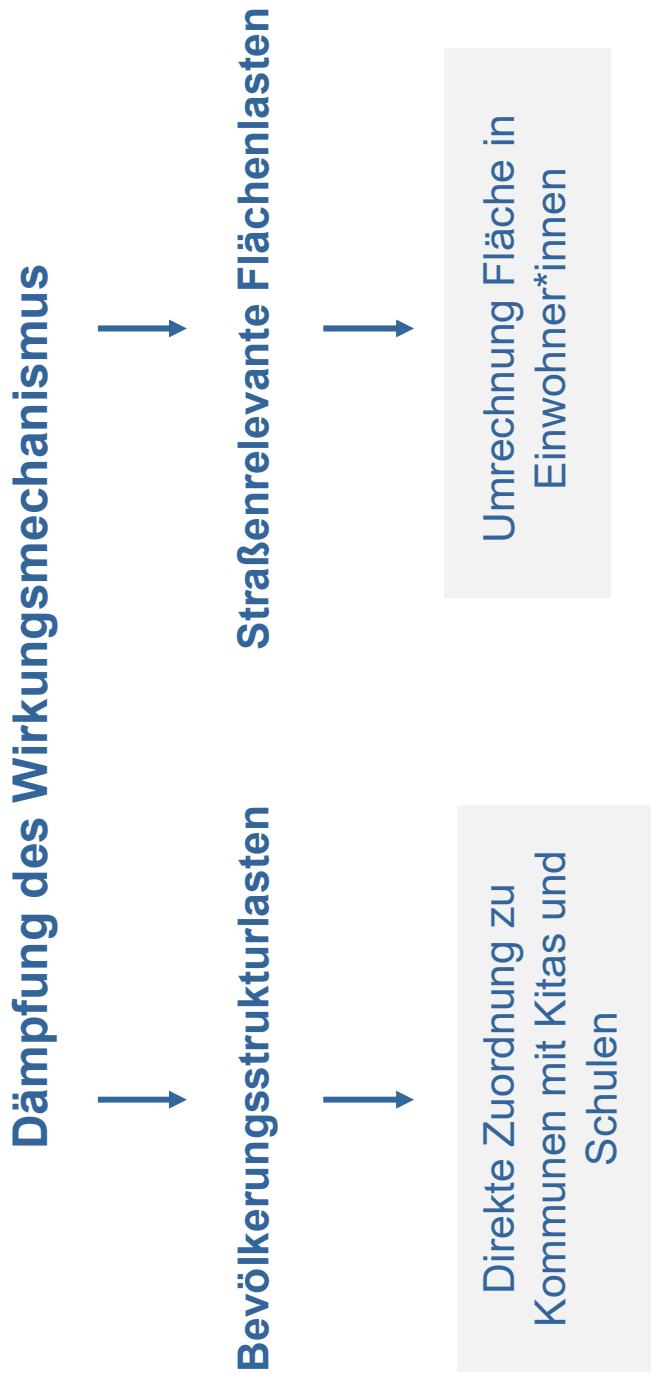 Dämpfung des Wirkungsmechanismus
Bevölkerungsstrukturlasten
Straßenrelevante Flächenlasten
Direkte Zuordnung zu
Kommunen mit Kitas und
Schulen
Umrechnung Fläche in
Einwohner*innen